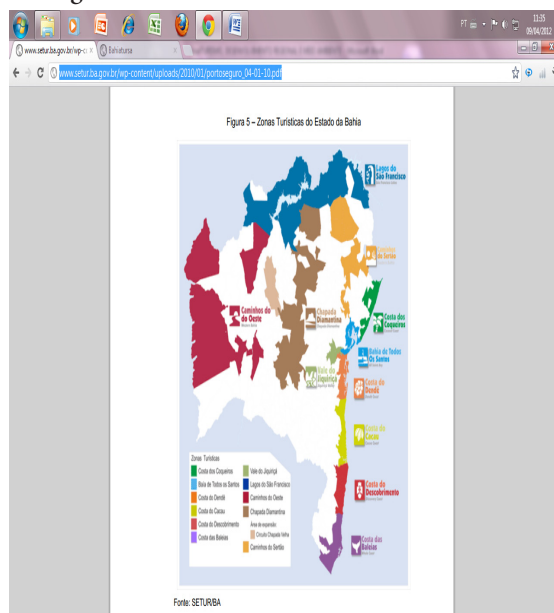 PT
11:35
09/04/2012
www.setur.ba.gov.br/wp-c
Bahiatursa
www.setur.ba.gov.br/wp-content/uploads/2010/01/portoseguro_04-01-10.pdf
Figura 5 – Zonas Turísticas do Estado da Bahia
Lagos do
São Francisco
Caminhos
do Sertão
Costa dos
Coqueiros
Caminhos do
do Oeste
Chapada
Diamantina
Chapada Diamantina
Bahia de Todos
Os Santos
Vale do
Jiquiriçá
Costa do
Dendê
Costa do
Cacau
Costa do
Descobrimento
Costa das
Baleias
Zonas Turísticas
Costa dos Coqueiros
Baía de Todos os Santos
Costa do Dendê
Costa do Cacau
Costa do Descobrimento
Costa das Baleias
Vale do Jiquiriçá
Lagos do São Francisco
Caminhos do Oeste
Chapada Diamantina
Área de expansão
Circuito Chapada Velha
Caminhos do Sertão
Fonte: SETUR/BA